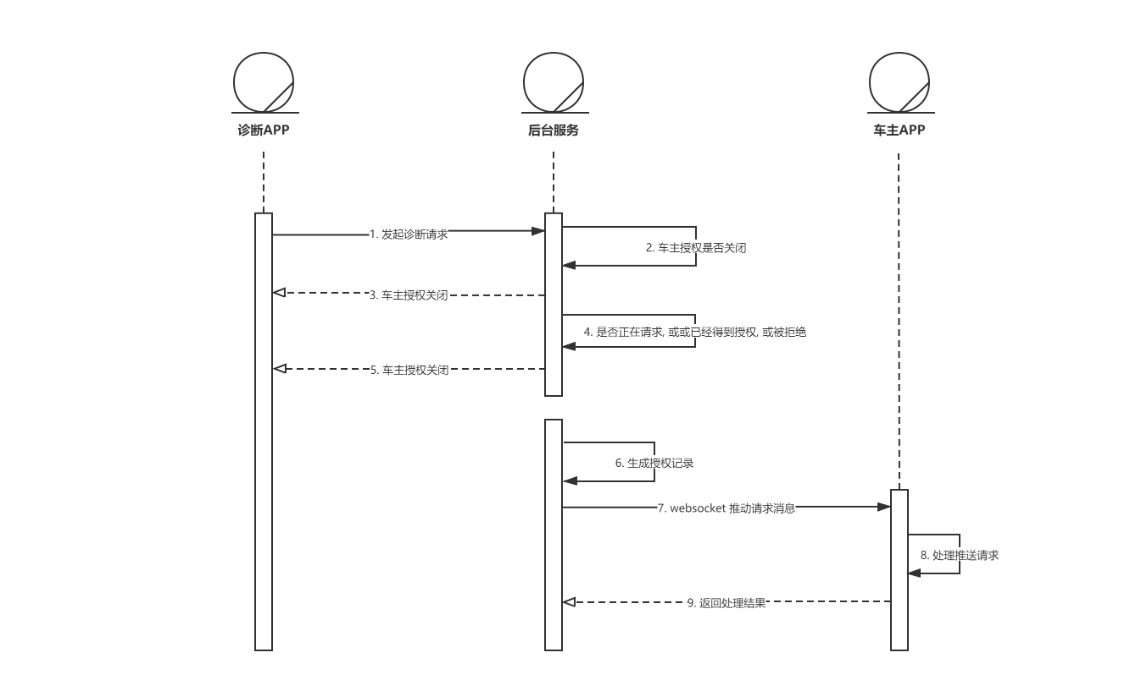 诊断APP
后台服务
车主APP
1. 发起诊断请求
2. 车主授权是否关闭
3. 车主授权关闭
4. 是否正在请求, 或或已经得到授权, 或被拒绝
5. 车主授权关闭
6. 生成授权记录
7. websocket 推动请求消息
8. 处理推送请求
9. 返回处理结果